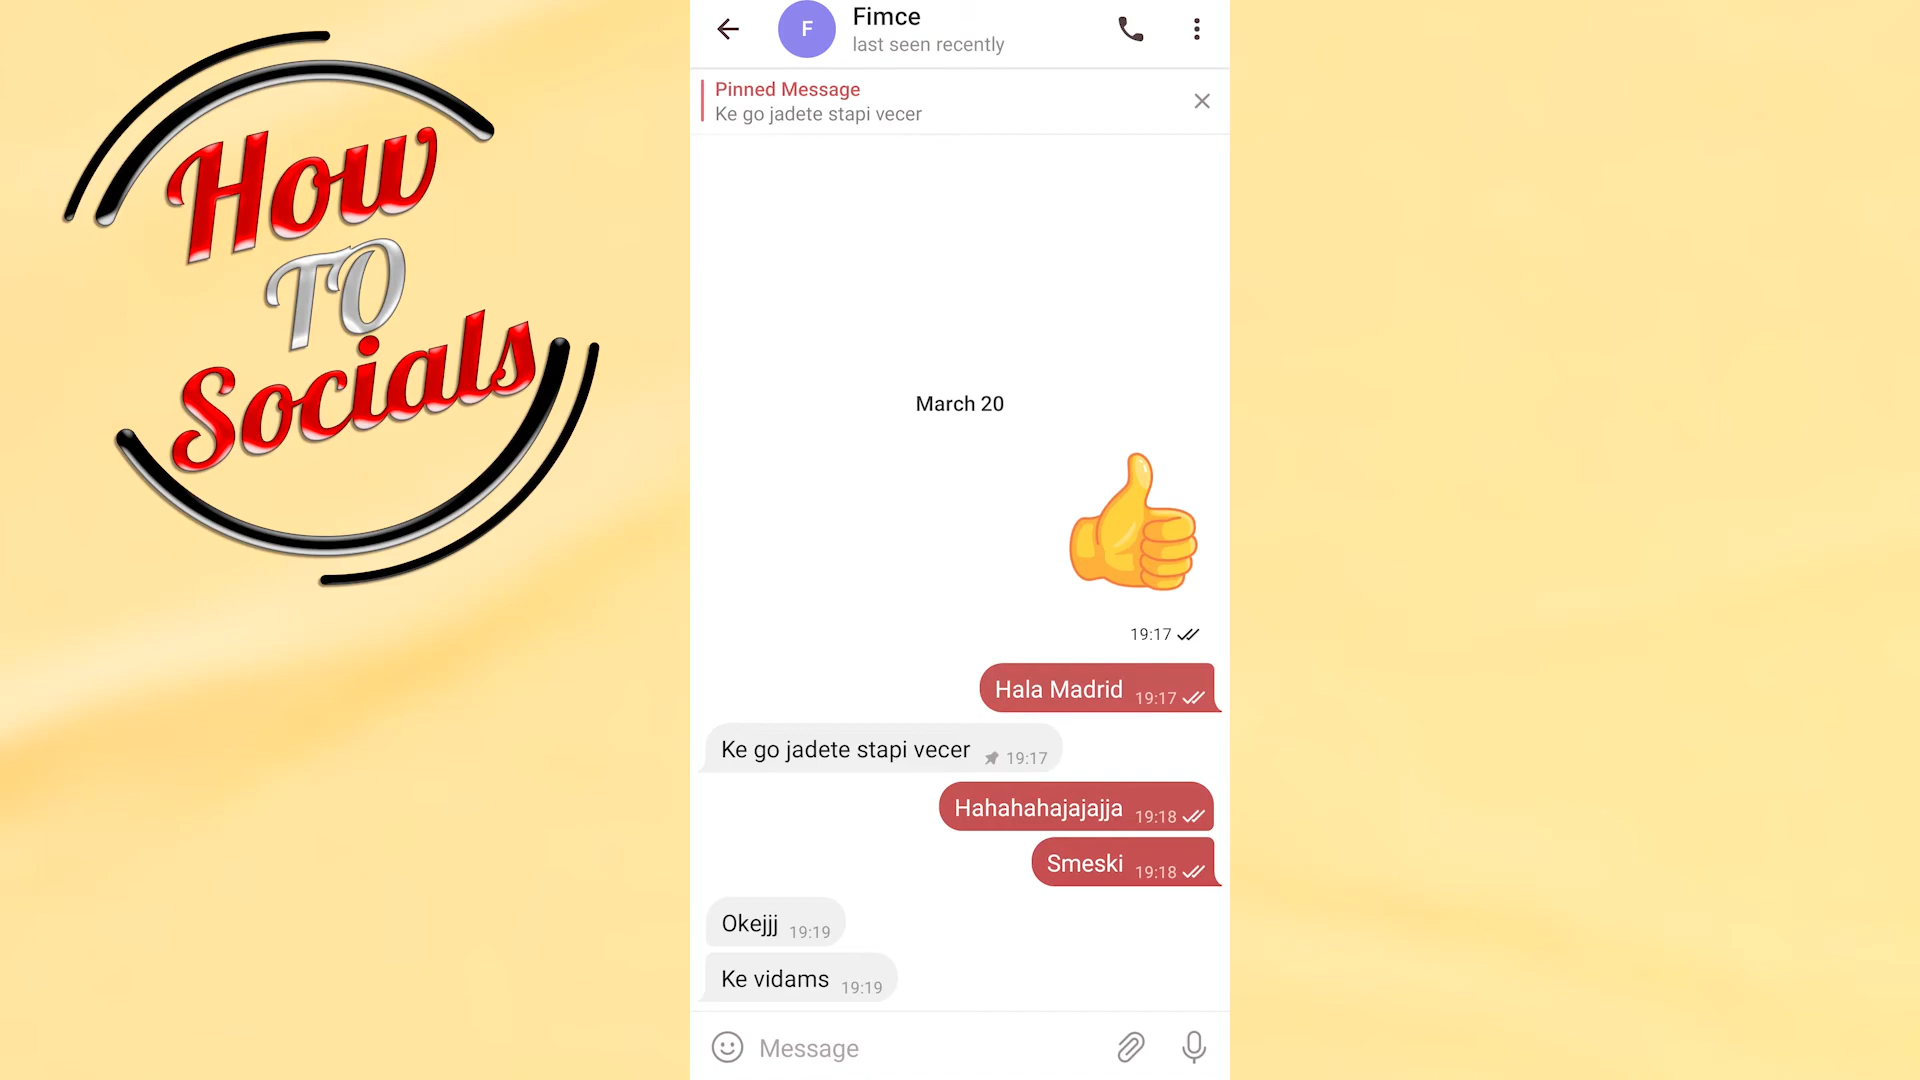 How
TO
Socials
F
Fimce
last seen recently
Pinned Message
Ke go jadete stapi vecer
March 20
19:17
Hala Madrid 19:17
Ke go jadete stapi vecer 19:17
Hahahahajajajja 19:18
Smeski 19:18
Okejjj 19:19
Ke vidams 19:19
Message